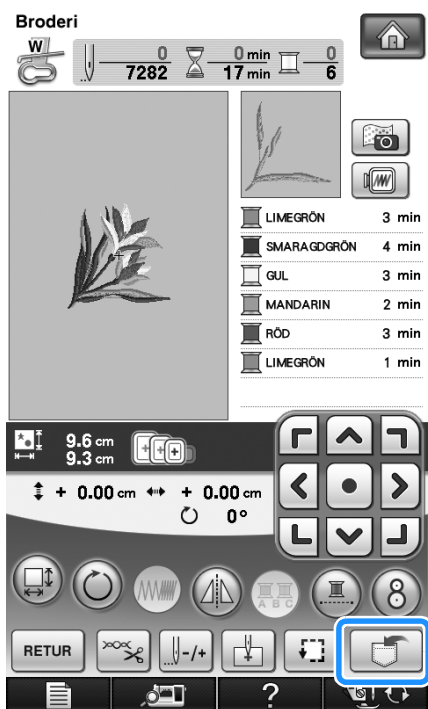 Broderi
W
0 0 min 0
7282 17 min 6
LIMEGRÖN 3 min
SMARAGDGRÖN 4 min
GUL 3 min
MANDARIN 2 min
RÖD 3 min
LIMEGRÖN 1 min
9.6 cm
9.3 cm
+ 0.00 cm + 0.00 cm
0°
A B C
RETUR -/+
?